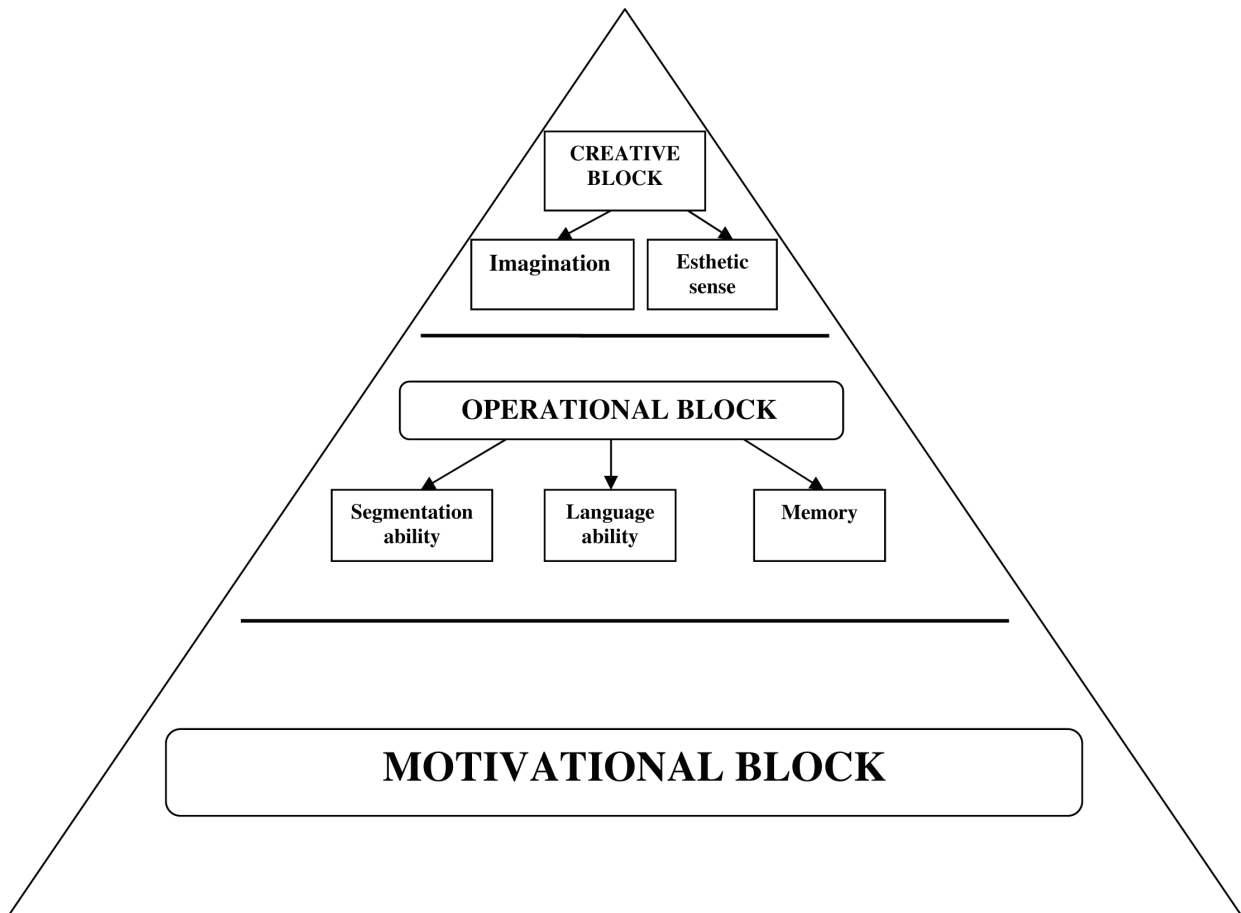 CREATIVE
BLOCK
Imagination
Esthetic
sense
OPERATIONAL BLOCK
Segmentation
ability
Language
ability
Memory
MOTIVATIONAL BLOCK